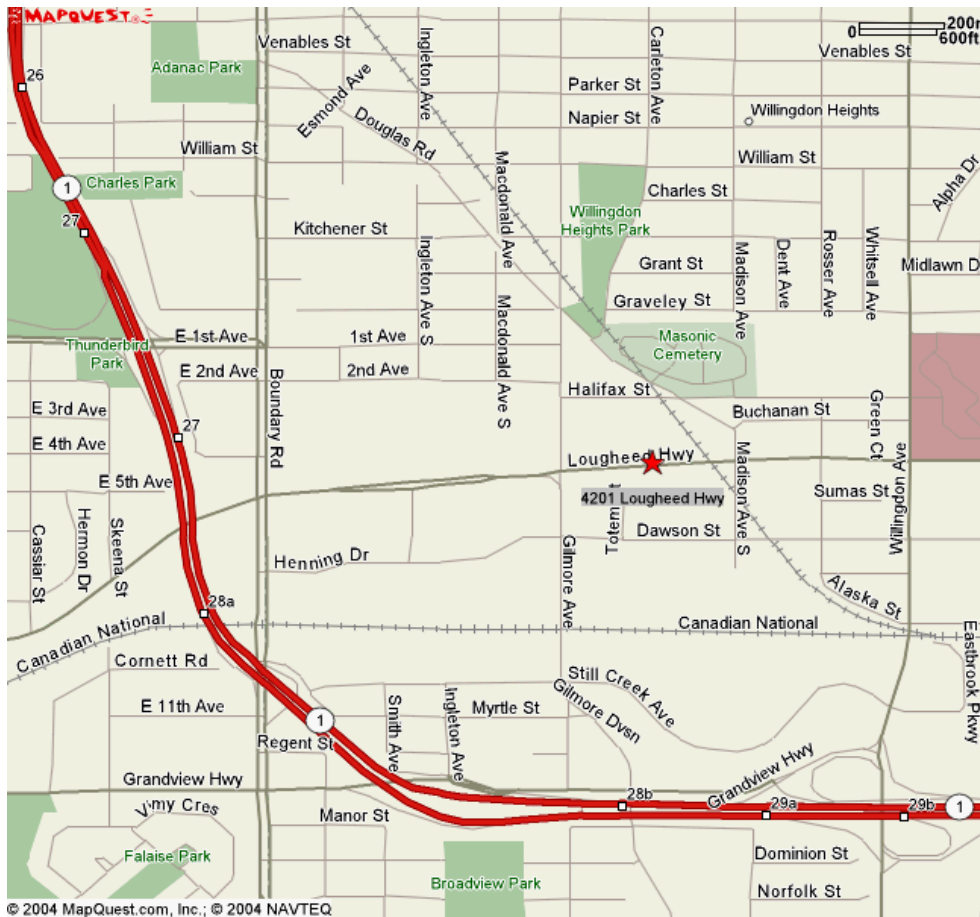 MAPQUEST
200m
0
600ft
Venables St
Venables St
Adanac Park
26
Ingleton Ave
Carleton Ave
Esmond Ave
Parker St
Napier St
Willingdon Heights
Douglas Rd
William St
William St
1
Charles Park
Macdonald Ave
Charles St
Alpha Dr
27
Kitchener St
Willingdon
Heights Park
Ingleton Ave S
Grant St
Madison Ave
Dent Ave
Rosser Ave
Whitsell Ave
Midlawn D
Graveley St
Macdonald Ave S
E 1st Ave
1st Ave
Thunderbird
Park
Masonic
Cemetery
E 2nd Ave
2nd Ave
Boundary Rd
Halifax St
E 3rd Ave
Buchanan St
Green Ct
27
E 4th Ave
Lougheed Hwy
Madison Ave S
Willingdon Ave
E 5th Ave
4201 Lougheed Hwy
Sumas St
Cassiar St
Hermon Dr
Skeena St
Totem
Dawson St
Henning Dr
Gilmore Ave
Alaska St
28a
Canadian National
Canadian National
Eastbrook Pkwy
Cornett Rd
Still Creek Ave
Gilmore Dvsn
E 11th Ave
1
Smith Ave
Ingleton Ave
Myrtle St
Regent St
Grandview Hwy
Grandview Hwy
28b
Vimy Cres
Manor St
29a
29b
1
Falaise Park
Dominion St
Broadview Park
Norfolk St
© 2004 MapQuest.com, Inc.; © 2004 NAVTEQ